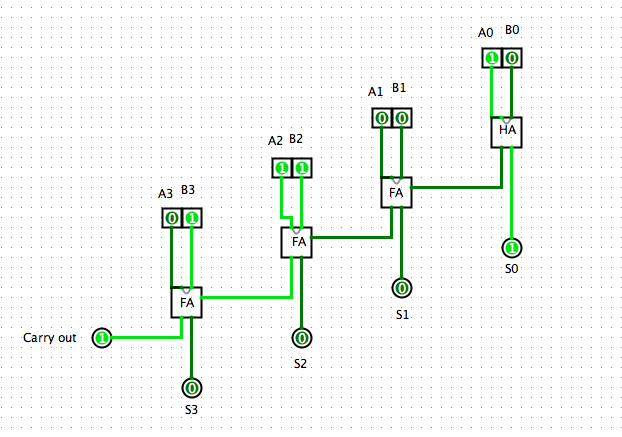 A0 B0
1 0
HA
A1 B1
0 0
FA
A2 B2
1 1
FA
A3 B3
0 1
FA
S0
1
S1
0
S2
0
S3
0
Carry out 1